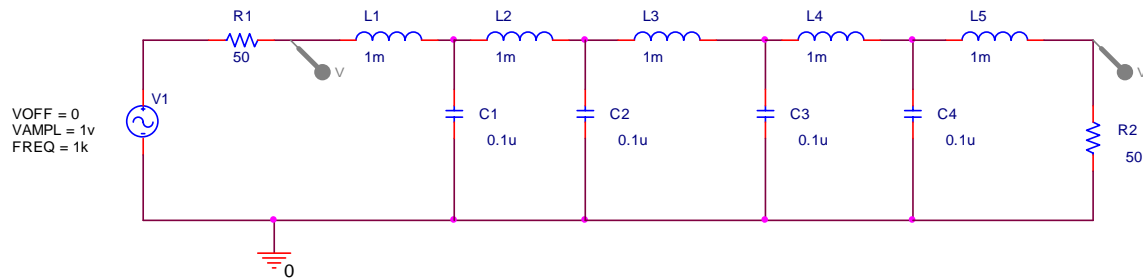 R1
L1
L2
L3
L4
L5
50
1m
1m
1m
1m
1m
V
V
V1
VOFF = 0
VAMPL = 1v
FREQ = 1k
C1
C2
C3
C4
R2
0.1u
0.1u
0.1u
0.1u
50
0